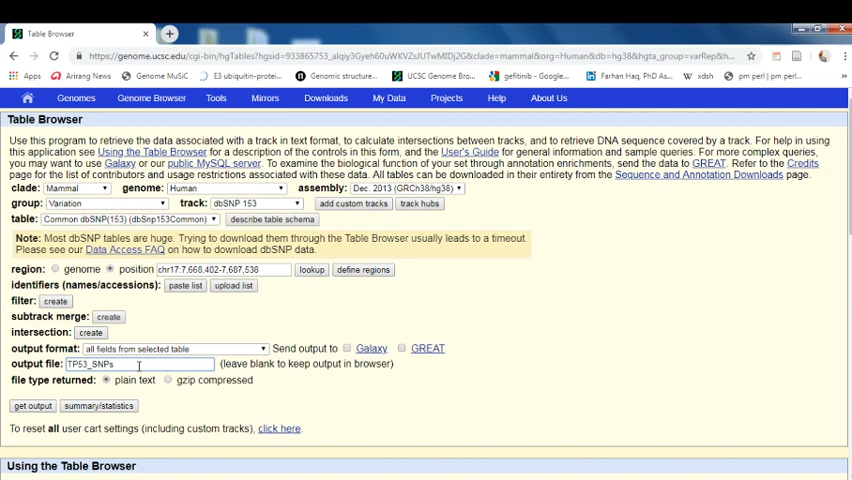 Table Browser
https://genome.ucsc.edu/cgi-bin/hgTables?hgsid=933865753_alqiy3Gyeh60uWKVZsJUTwMIDj2G&clade=mammal&org=Human&db=hg38&hgta_group=varRep&h
Apps Arirang News Genome MuSiC E3 ubiquitin-protein Genomic structure... UCSC Genome Brow gefitinib - Google... Farhan Haq, PhD As... xdsh pm perl | pm perl...
Genomes Genome Browser Tools Mirrors Downloads My Data Projects Help About Us
Table Browser
Use this program to retrieve the data associated with a track in text format, to calculate intersections between tracks, and to retrieve DNA sequence covered by a track. For help in using
this application see Using the Table Browser for a description of the controls in this form, and the User's Guide for general information and sample queries. For more complex queries,
you may want to use Galaxy or our public MySQL server. To examine the biological function of your set through annotation enrichments, send the data to GREAT. Refer to the Credits
page for the list of contributors and usage restrictions associated with these data. All tables can be downloaded in their entirety from the Sequence and Annotation Downloads page.
clade: Mammal genome: Human assembly: Dec. 2013 (GRCh38/hg38)
group: Variation track: dbSNP 153 add custom tracks track hubs
table: Common dbSNP(153) (dbSnp153Common) describe table schema
Note: Most dbSNP tables are huge. Trying to download them through the Table Browser usually leads to a timeout.
Please see our Data Access FAQ on how to download dbSNP data.
region: genome position chr17:7,668,402-7,687,538 lookup define regions
identifiers (names/accessions): paste list upload list
filter: create
subtrack merge: create
intersection: create
output format: all fields from selected table Send output to Galaxy GREAT
output file: TP53_SNPs (leave blank to keep output in browser)
file type returned: plain text gzip compressed
get output summary/statistics
To reset all user cart settings (including custom tracks), click here.
Using the Table Browser